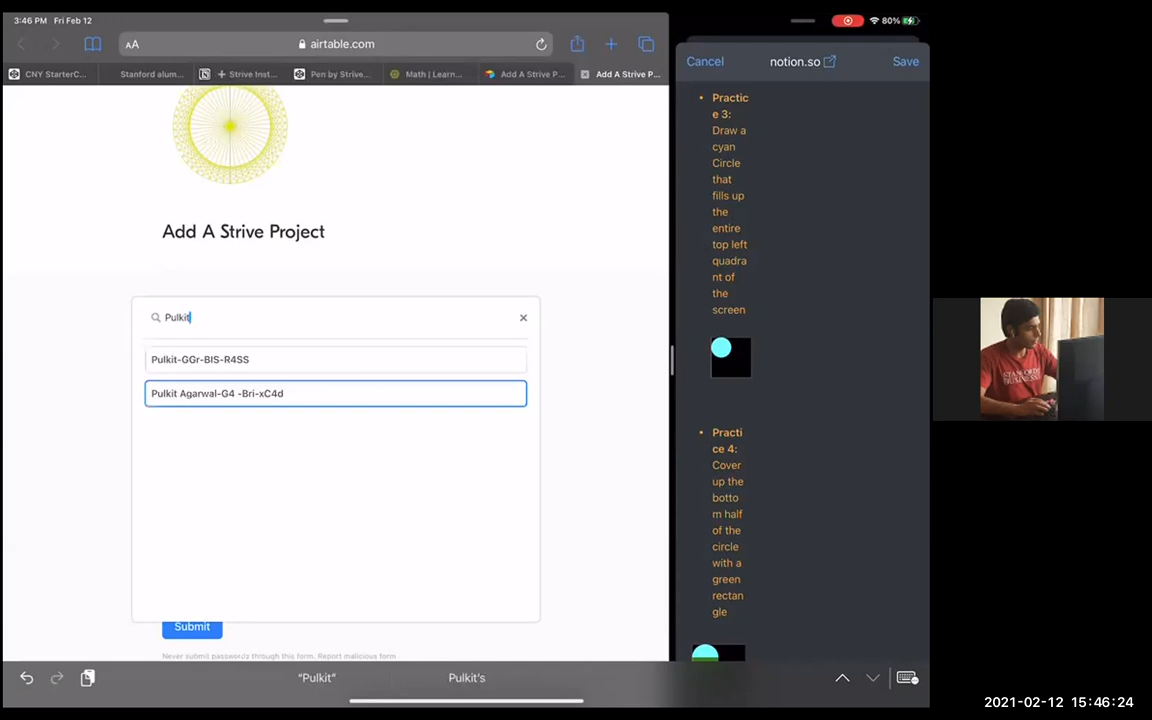 3:46 PM Fri Feb 12
80%
AA
airtable.com
CNY StarterC...
Stanford alum...
Strive Inst...
Pen by Strive...
Math | Learn...
Add A Strive P...
Add A Strive P...
Add A Strive Project
Pulkit
Pulkit-GGr-BIS-R4SS
Pulkit Agarwal-G4 -Bri-xC4d
Submit
Never submit passwords through this form. Report malicious form
"Pulkit"
Pulkit's
Cancel
notion.so
Save
• Practic
e 3:
Draw a
cyan
Circle
that
fills up
the
entire
top left
quadra
nt of
the
screen
• Practi
ce 4:
Cover
up the
botto
m half
of the
circle
with a
green
rectan
gle
STANFORD
BUSINESS
2021-02-12 15:46:24